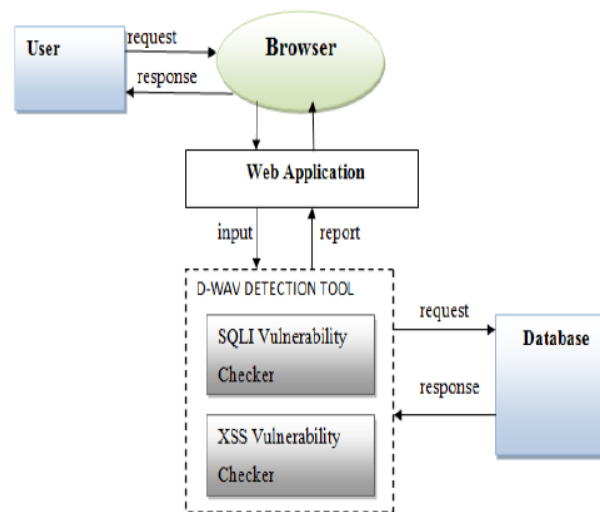 User
request
Browser
response
Web Application
input
report
D-WAV DETECTION TOOL
SQLI Vulnerability
Checker
request
Database
response
XSS Vulnerability
Checker